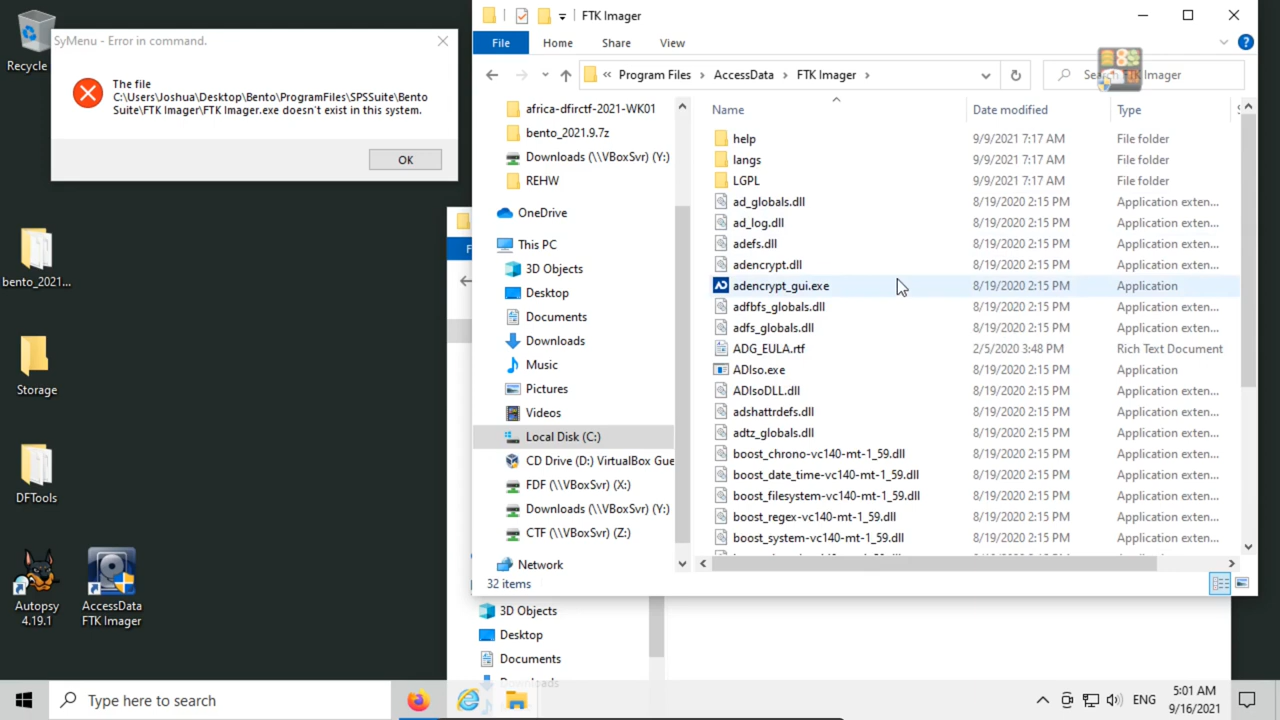 Recycle
SyMenu - Error in command.
The file
C:\Users\Joshua\Desktop\Bento\ProgramFiles\SPSSuite\Bento
Suite\FTK Imager\FTK Imager.exe doesn't exist in this system.
OK
bento_2021...
Storage
DFTools
Autopsy
4.19.1
AccessData
FTK Imager
FTK Imager
File Home Share View
« Program Files AccessData FTK Imager
Search FTK Imager
africa-dfirctf-2021-WK01
bento_2021.9.7z
Downloads (\\VBoxSvr) (Y:)
REHW
OneDrive
This PC
3D Objects
Desktop
Documents
Downloads
Music
Pictures
Videos
Local Disk (C:)
CD Drive (D:) VirtualBox Gue
FDF (\\VBoxSvr) (X:)
Downloads (\\VBoxSvr) (Y:)
CTF (\\VBoxSvr) (Z:)
Network
Name Date modified Type
help 9/9/2021 7:17 AM File folder
langs 9/9/2021 7:17 AM File folder
LGPL 9/9/2021 7:17 AM File folder
ad_globals.dll 8/19/2020 2:15 PM Application exten...
ad_log.dll 8/19/2020 2:15 PM Application exten...
adefs.dll 8/19/2020 2:15 PM Application exten...
adencrypt.dll 8/19/2020 2:15 PM Application exten...
adencrypt_gui.exe 8/19/2020 2:15 PM Application
adfbfs_globals.dll 8/19/2020 2:15 PM Application exten...
adfs_globals.dll 8/19/2020 2:15 PM Application exten...
ADG_EULA.rtf 2/5/2020 3:48 PM Rich Text Document
ADIso.exe 8/19/2020 2:15 PM Application
ADIsoDLL.dll 8/19/2020 2:15 PM Application exten...
adshattrdefs.dll 8/19/2020 2:15 PM Application exten...
adtz_globals.dll 8/19/2020 2:15 PM Application exten...
boost_chrono-vc140-mt-1_59.dll 8/19/2020 2:15 PM Application exten...
boost_date_time-vc140-mt-1_59.dll 8/19/2020 2:15 PM Application exten...
boost_filesystem-vc140-mt-1_59.dll 8/19/2020 2:15 PM Application exten...
boost_regex-vc140-mt-1_59.dll 8/19/2020 2:15 PM Application exten...
boost_system-vc140-mt-1_59.dll 8/19/2020 2:15 PM Application exten...
32 items
3D Objects
Desktop
Documents
Downloads
Type here to search
ENG
5:01 AM
9/16/2021